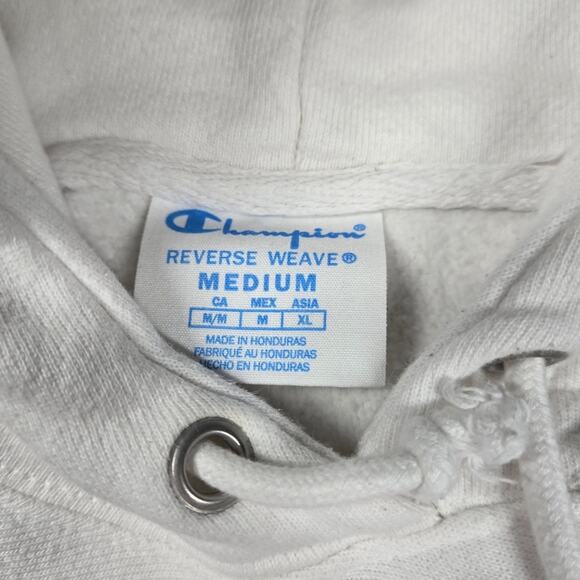 Champion®
REVERSE WEAVE®
MEDIUM
CA MEX ASIA
M/M M XL
MADE IN HONDURAS
FABRIQUÉ AU HONDURAS
HECHO EN HONDURAS